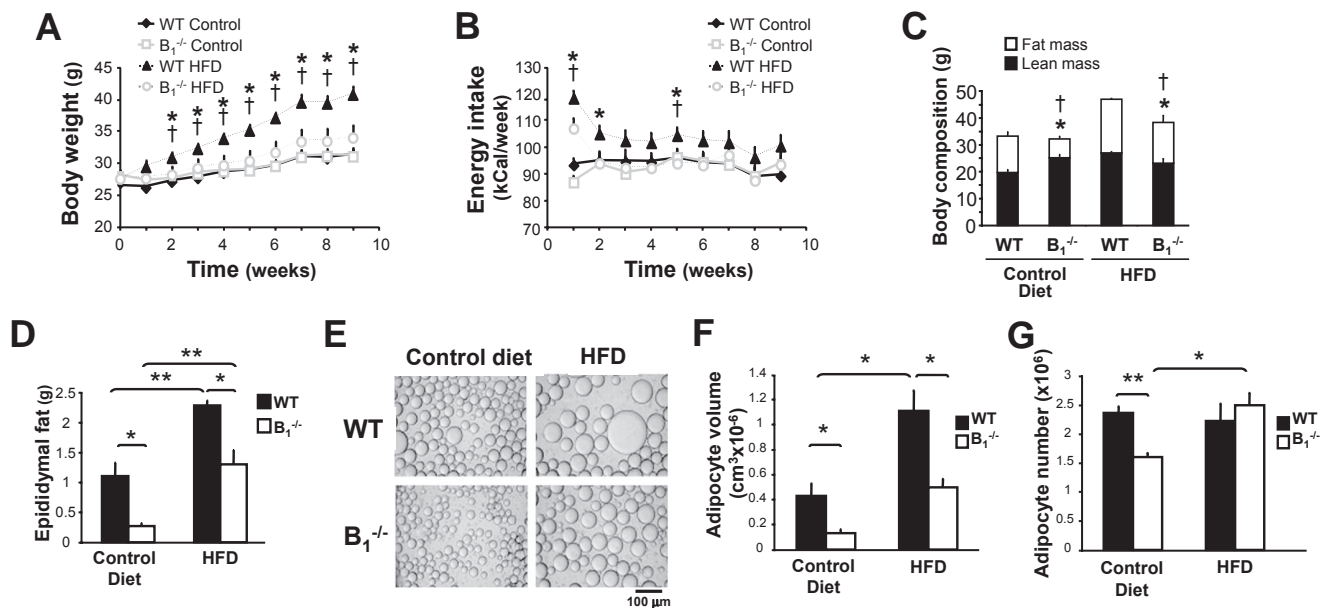 A
WT Control
B₁⁻/⁻ Control
WT HFD
B₁⁻/⁻ HFD
Body weight (g)
45
40
35
30
25
20
* * * * * * * *
† † † † † † † †
0 2 4 6 8 10
Time (weeks)
B
WT Control
B₁⁻/⁻ Control
WT HFD
B₁⁻/⁻ HFD
Energy intake
(kCal/week)
130
120
110
100
90
80
70
* * *
† †
0 2 4 6 8 10
Time (weeks)
C
Fat mass
Lean mass
Body composition (g)
50
40
30
20
10
0
† †
* *
WT B₁⁻/⁻ WT B₁⁻/⁻
Control
Diet
HFD
D
Epididymal fat (g)
2.5
2
1.5
1
0.5
0
**
** *
*
WT
B₁⁻/⁻
Control
Diet
HFD
E
Control diet HFD
WT
B₁⁻/⁻
100 µm
F
Adipocyte volume
(cm³x10⁻⁶)
1.4
1.2
1
0.8
0.6
0.4
0.2
0
* *
*
WT
B₁⁻/⁻
Control
Diet
HFD
G
Adipocyte number (x10⁶)
3
2.5
2
1.5
1
0.5
0
*
**
WT
B₁⁻/⁻
Control
Diet
HFD